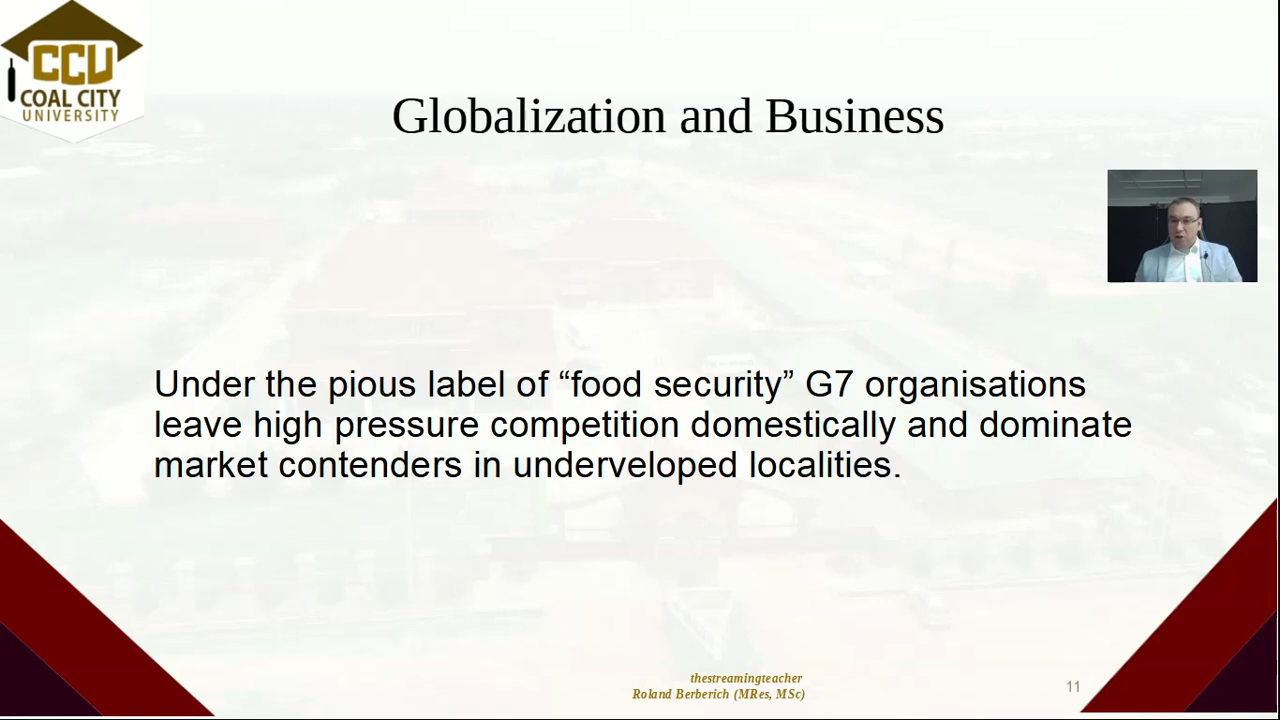 CCU
COAL CITY
UNIVERSITY
Globalization and Business
Under the pious label of “food security” G7 organisations
leave high pressure competition domestically and dominate
market contenders in underveloped localities.
thestreamingteacher
Roland Berberich (MRes, MSc)
11